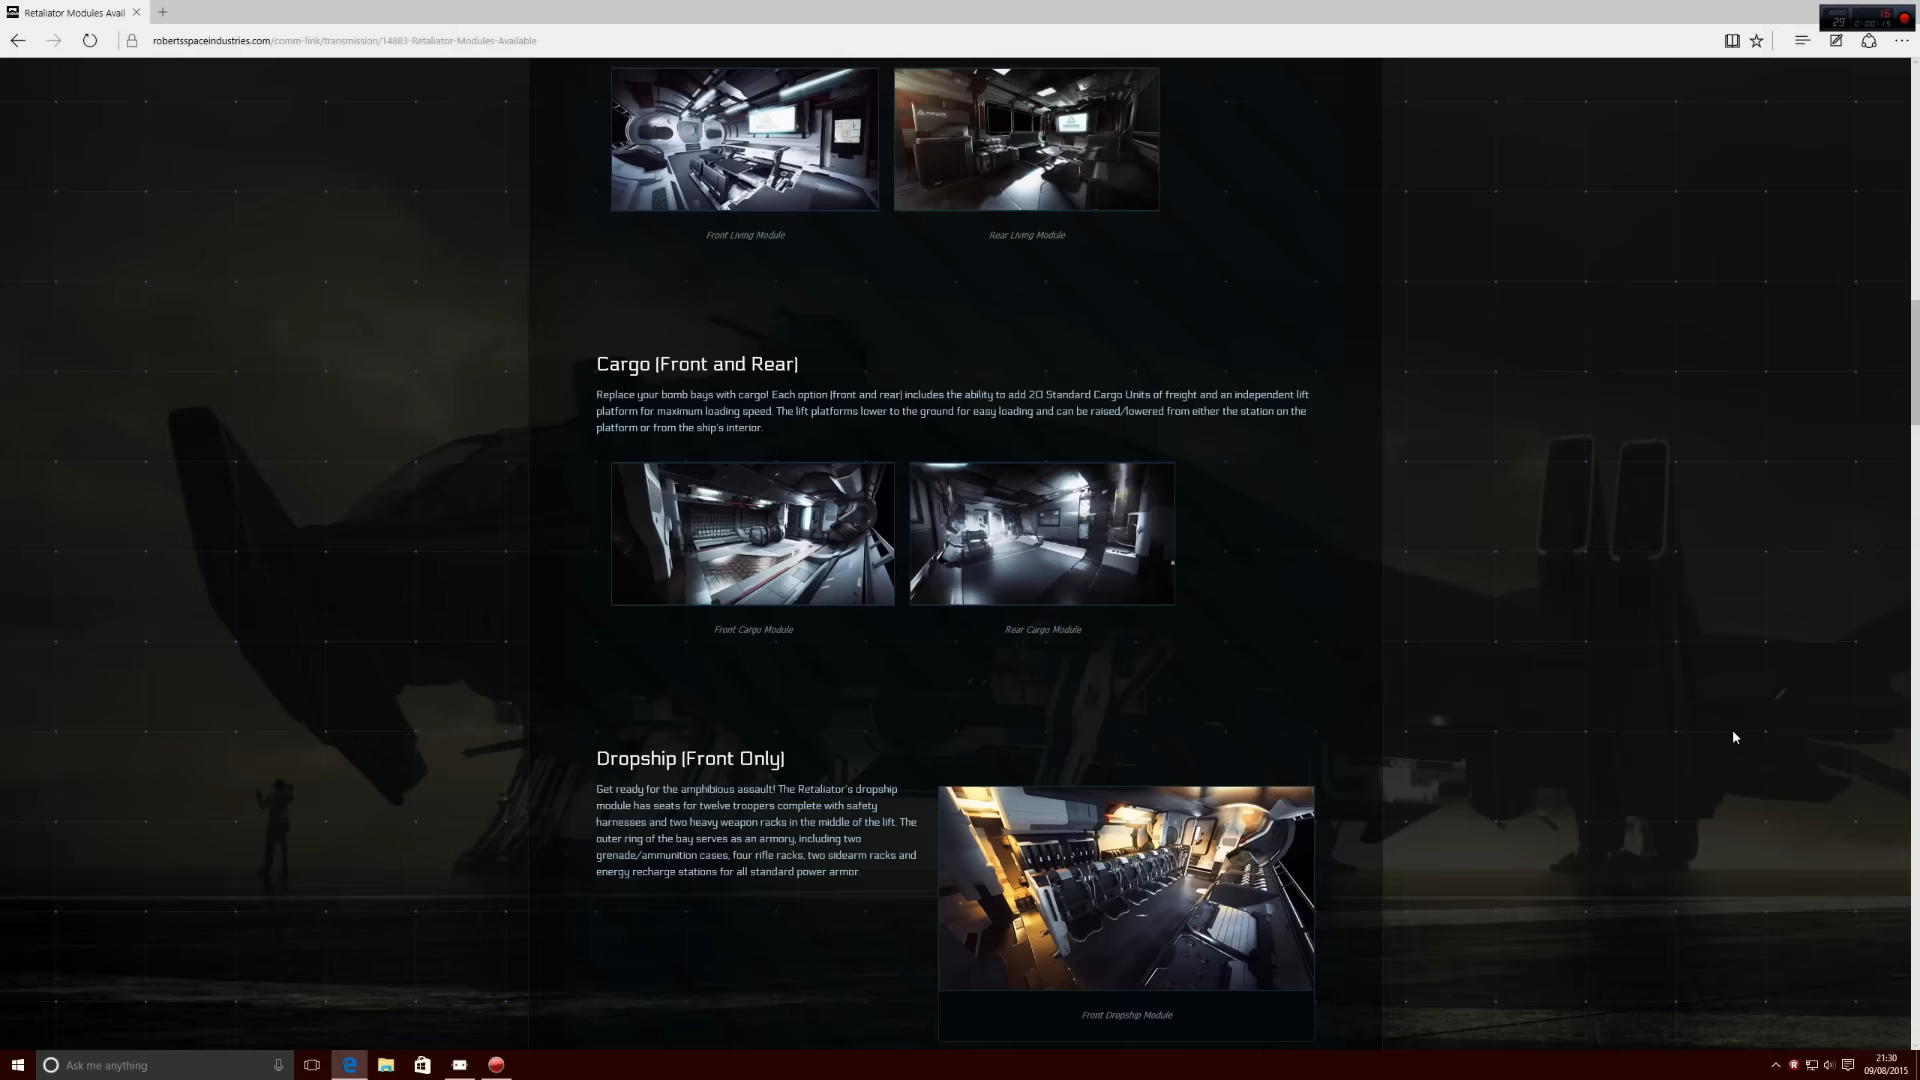 Retaliator Modules Avail
robertsspaceindustries.com/comm-link/transmission/14883-Retaliator-Modules-Available
29
16
0:00:15
Front Living Module
Rear Living Module
Cargo (Front and Rear)
Replace your bomb bays with cargo! Each option (front and rear) includes the ability to add 20 Standard Cargo Units of freight and an independent lift
platform for maximum loading speed. The lift platforms lower to the ground for easy loading and can be raised/lowered from either the station on the
platform or from the ship's interior.
Front Cargo Module
Rear Cargo Module
Dropship (Front Only)
Get ready for the amphibious assault! The Retaliator's dropship
module has seats for twelve troopers complete with safety
harnesses and two heavy weapon racks in the middle of the lift. The
outer ring of the bay serves as an armory, including two
grenade/ammunition cases, four rifle racks, two sidearm racks and
energy recharge stations for all standard power armor.
Front Dropship Module
Ask me anything
21:30
09/08/2015